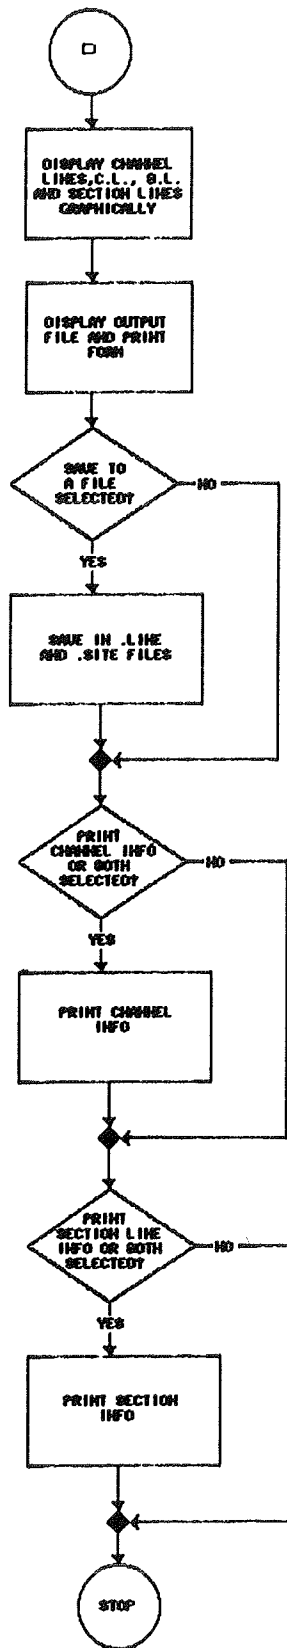 D
DISPLAY CHANNEL
LINES,C.L., B.L.
AND SECTION LINES
GRAPHICALLY
DISPLAY OUTPUT
FILE AND PRINT
FORM
SAVE TO
A FILE
SELECTED?
NO
YES
SAVE IN .LINE
AND .SITE FILES
PRINT
CHANNEL INFO
OR BOTH
SELECTED?
NO
YES
PRINT CHANNEL
INFO
PRINT
SECTION LINE
INFO OR BOTH
SELECTED?
NO
YES
PRINT SECTION
INFO
STOP